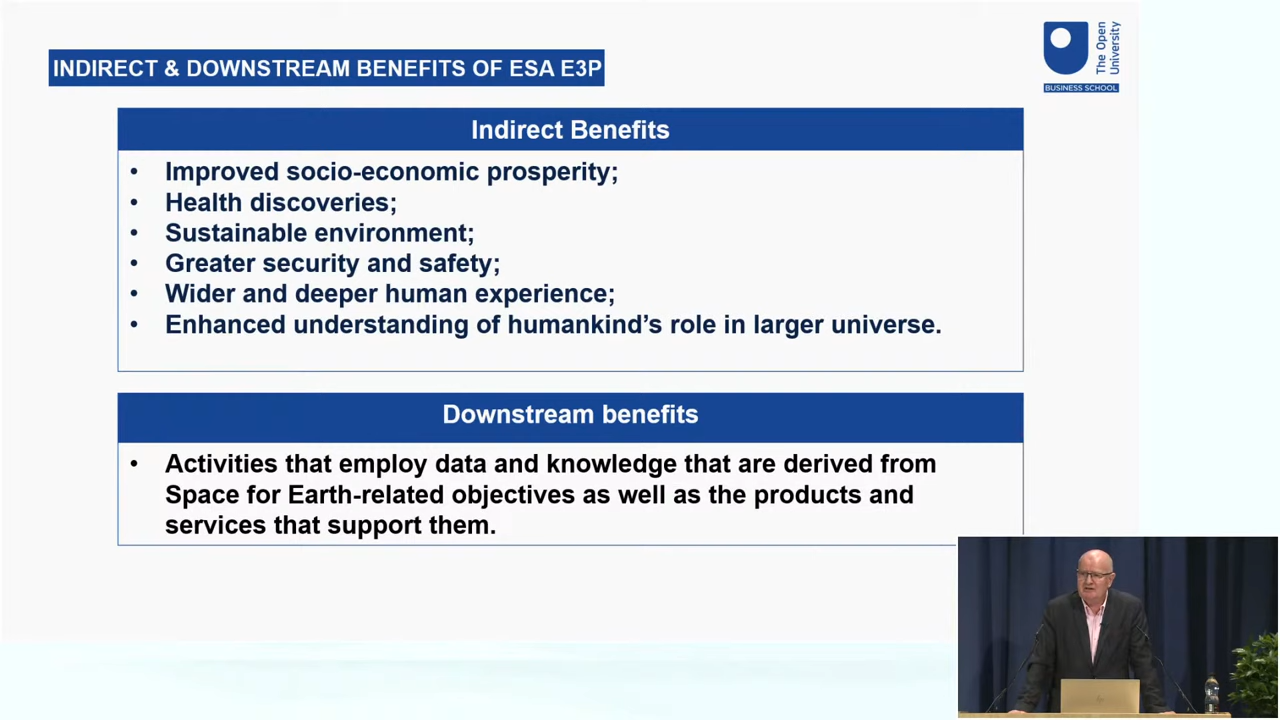 INDIRECT & DOWNSTREAM BENEFITS OF ESA E3P
The Open
University
BUSINESS SCHOOL
Indirect Benefits
• Improved socio-economic prosperity;
• Health discoveries;
• Sustainable environment;
• Greater security and safety;
• Wider and deeper human experience;
• Enhanced understanding of humankind’s role in larger universe.
Downstream benefits
• Activities that employ data and knowledge that are derived from
Space for Earth-related objectives as well as the products and
services that support them.